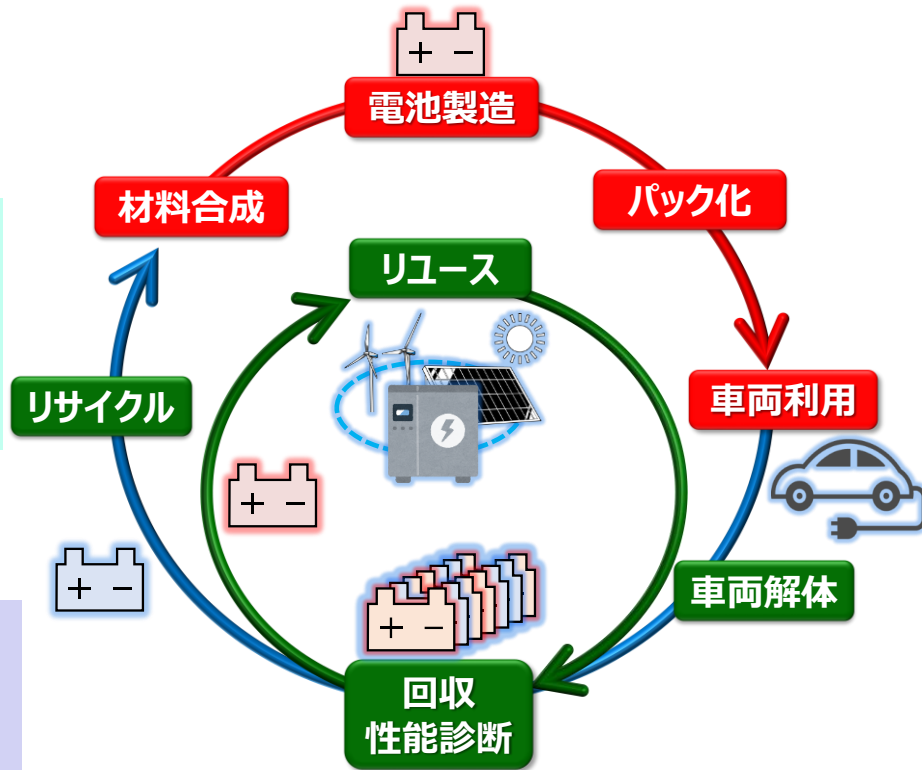 + −
電池製造
材料合成
パック化
リユース
リサイクル
車両利用
+ −
+ −
車両解体
+ −
回収
性能診断